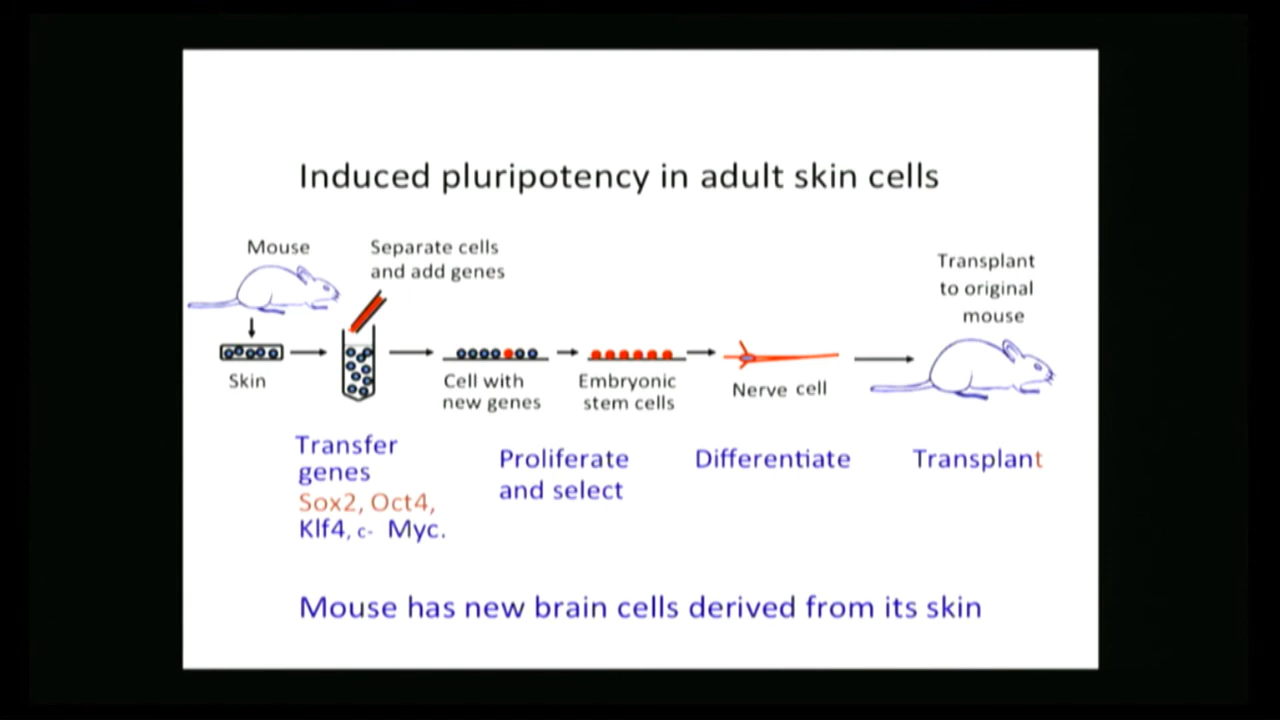 Induced pluripotency in adult skin cells
Mouse
Separate cells
and add genes
Transplant
to original
mouse
Skin
Cell with
new genes
Embryonic
stem cells
Nerve cell
Transfer
genes
Sox2, Oct4,
Klf4, c- Myc.
Proliferate
and select
Differentiate
Transplant
Mouse has new brain cells derived from its skin